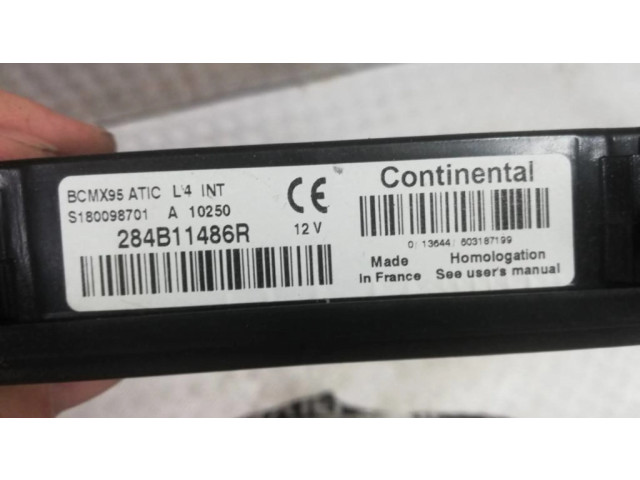 BCMX95 ATIC L4 INT
S180098701 A 10250
284B11486R
CE
12 V
Continental
0/ 13644/ 603187199
Made
In France
Homologation
See user's manual